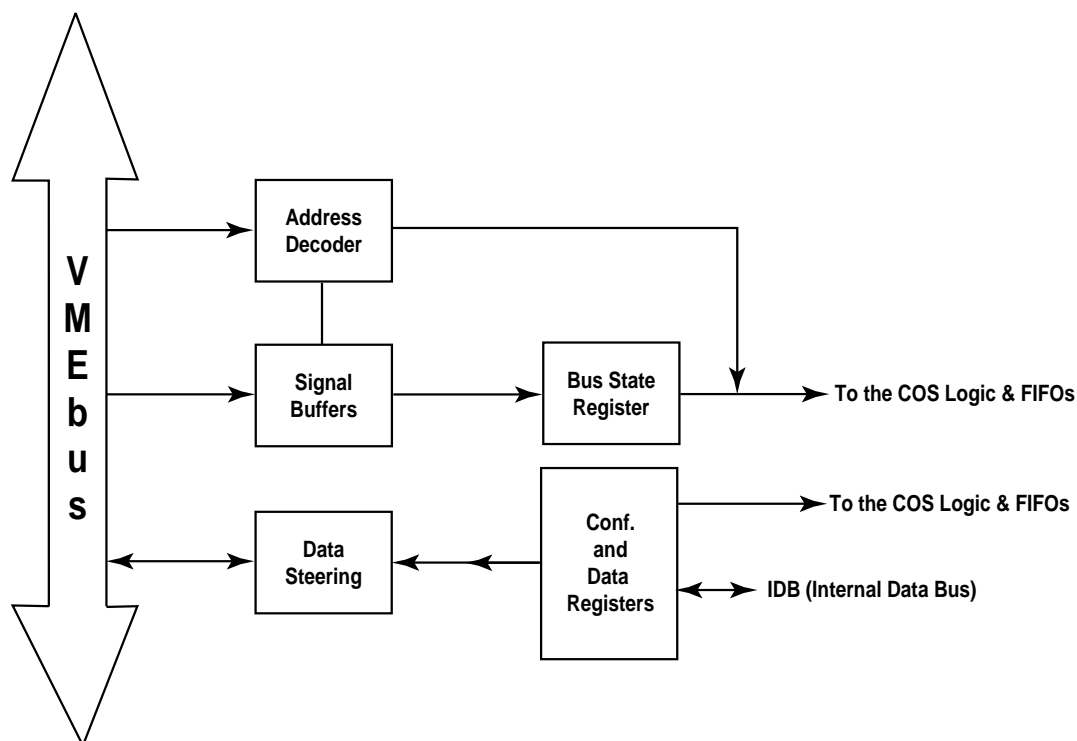 VMEbus
Address
Decoder
Signal
Buffers
Bus State
Register
To the COS Logic & FIFOs
Conf.
and
Data
Registers
To the COS Logic & FIFOs
Data
Steering
IDB (Internal Data Bus)